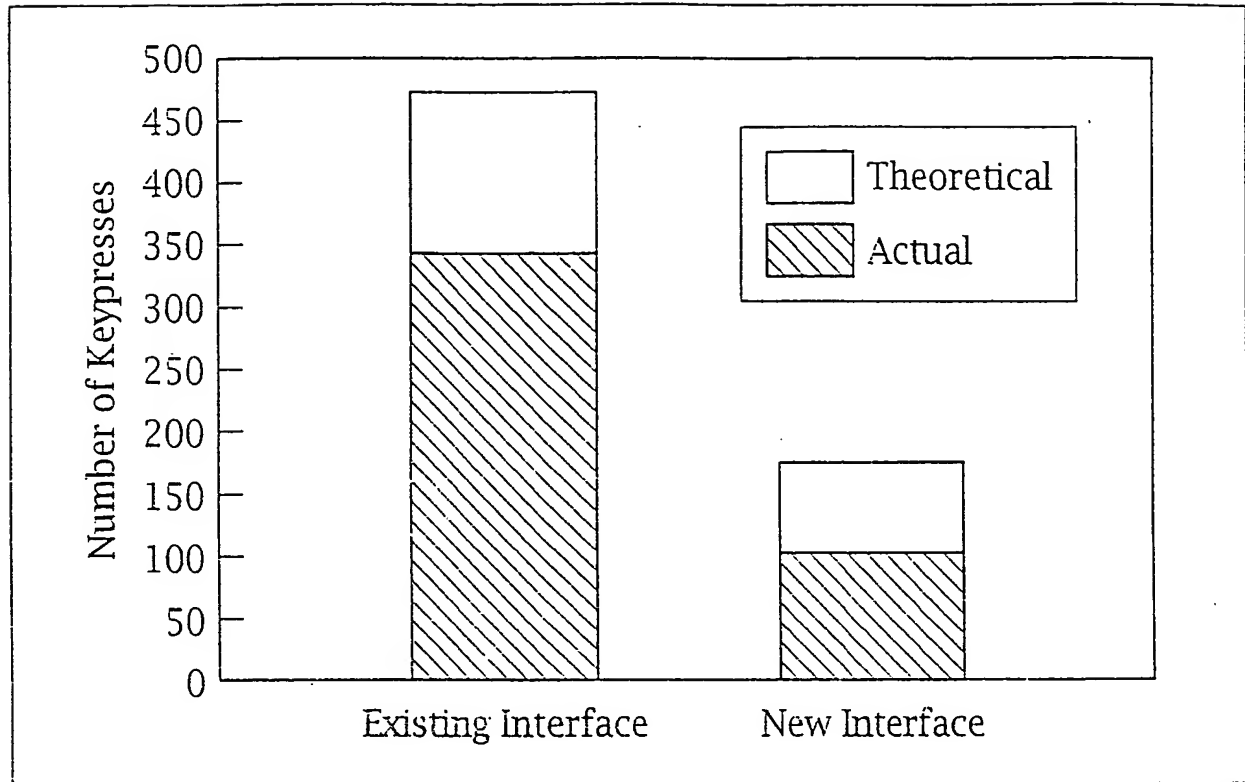 500
450
400
350
300
250
200
150
100
50
0
Number of Keypresses
Theoretical
Actual
Existing Interface
New Interface